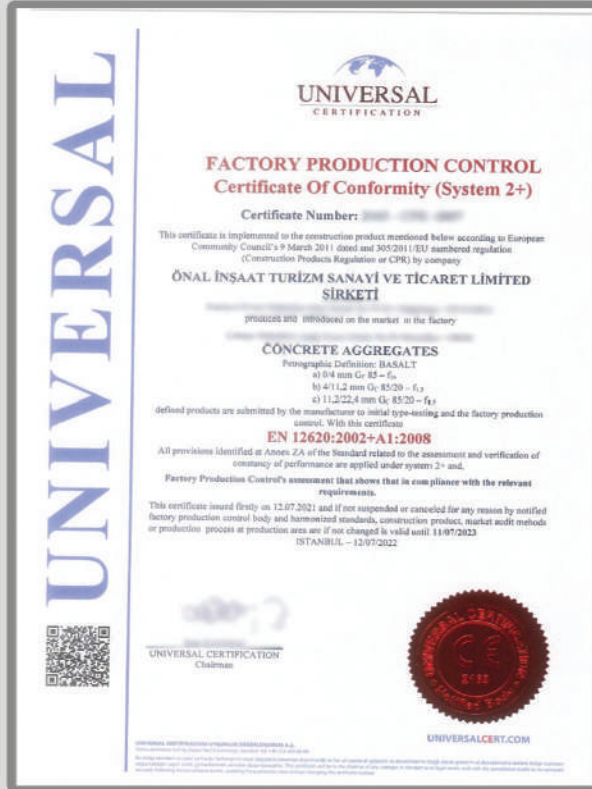 UNIVERSAL
UNIVERSAL
CERTIFICATION
FACTORY PRODUCTION CONTROL
Certificate Of Conformity (System 2+)
Certificate Number:
This certificate is implemented to the construction product mentioned below according to European
Community Council's 9 March 2011 dated and 305/2011/EU numbered regulation
(Construction Products Regulation or CPR) by company
ÖNAL İNŞAAT TURİZM SANAYİ VE TİCARET LİMİTED
ŞİRKETİ
produces and introduced on the market in the factory
CONCRETE AGGREGATES
Petrographic Definition: BASALT
a) 0/4 mm G
b) 4/11,2 mm G 85/20 – f
c) 11,2/22,4 mm G 85/20 – f
defined products are submitted by the manufacturer to initial type-testing and the factory production
control. With this certificate
EN 12620:2002+A1:2008
All provisions identified at Annex ZA of the Standard related to the assessment and verification of
constancy of performance are applied under system 2+ and.
Factory Production Control's assessment that shows that in compliance with the relevant
requirements.
This certificate issued firstly on 12.07.2021 and if not suspended or canceled for any reason by notified
factory production control body and harmonized standards, construction product, market audit mehods
or production process at production area are if not changed is valid until 11/07/2023
ISTANBUL – 12/07/2022
UNIVERSAL CERTIFICATION
Chairman
CE
UNIVERSALCERT.COM